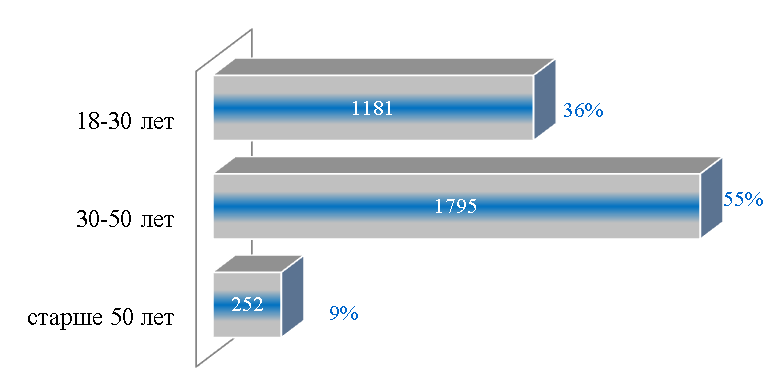 18-30 лет
1181
36%
30-50 лет
1795
55%
старше 50 лет
252
9%